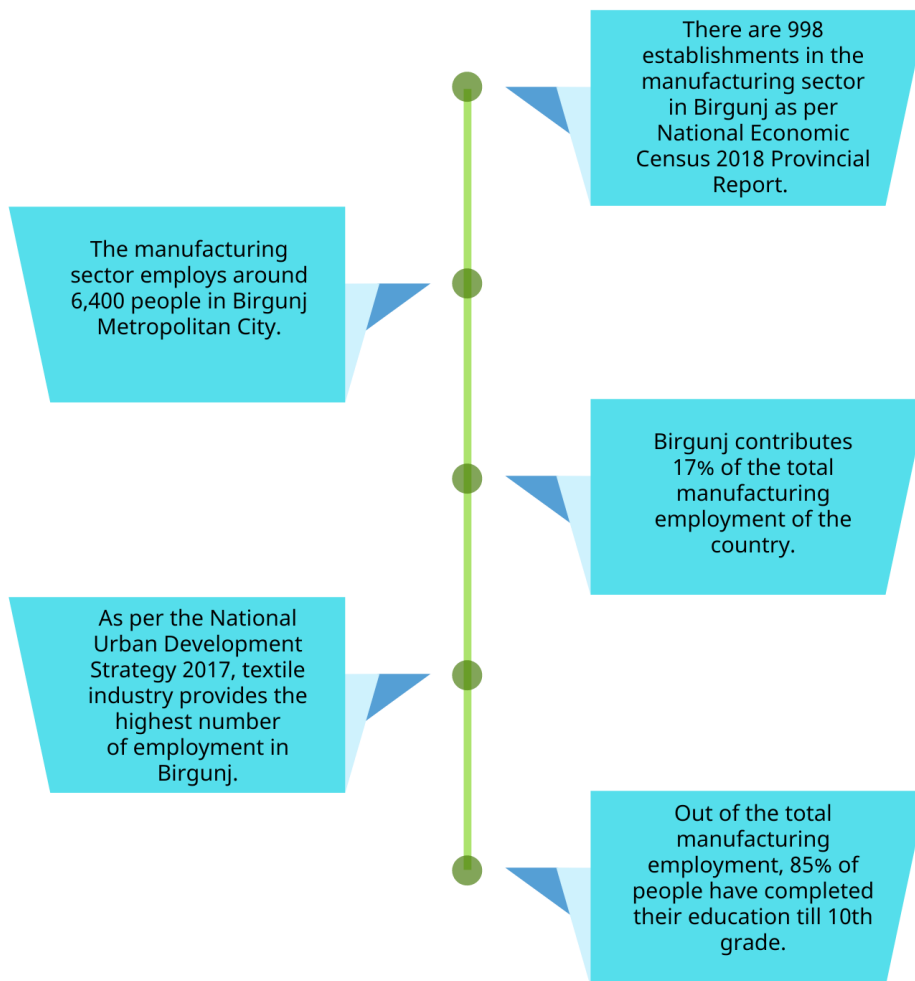 There are 998
establishments in the
manufacturing sector
in Birgunj as per
National Economic
Census 2018 Provincial
Report.
The manufacturing
sector employs around
6,400 people in Birgunj
Metropolitan City.
Birgunj contributes
17% of the total
manufacturing
employment of the
country.
As per the National
Urban Development
Strategy 2017, textile
industry provides the
highest number
of employment in
Birgunj.
Out of the total
manufacturing
employment, 85% of
people have completed
their education till 10th
grade.